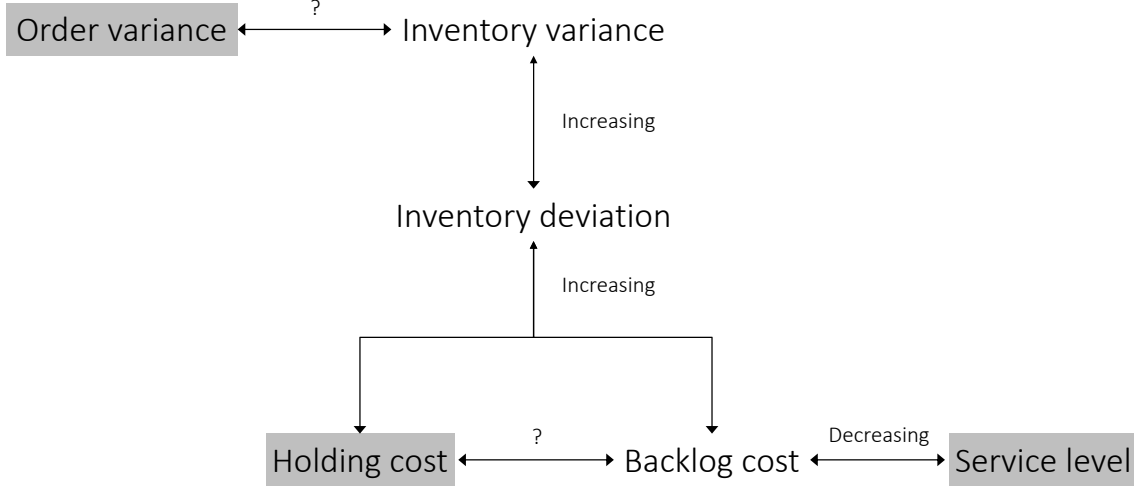 ?
Order variance
Inventory variance
Increasing
Inventory deviation
Increasing
?
Decreasing
Holding cost
Backlog cost
Service level